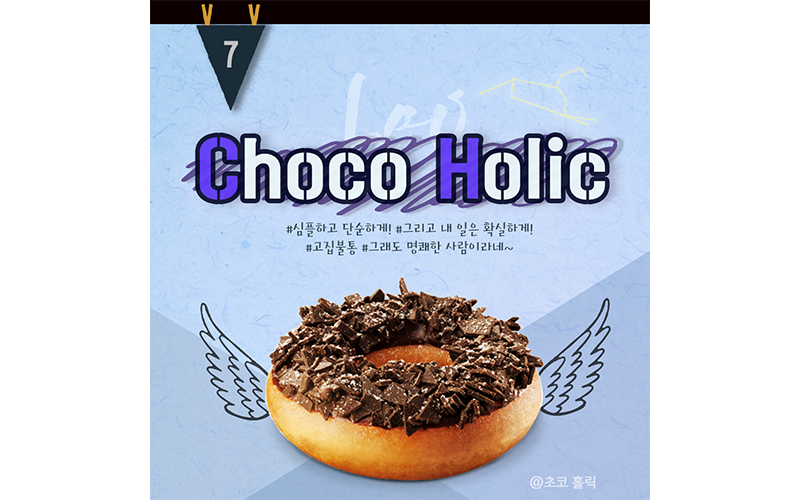 7
Leo
Choco Holic
#심플하고 단순하게! #그리고 내 일은 확실하게!
#고집불통 #그래도 명쾌한 사람이라네~
@초코 홀릭